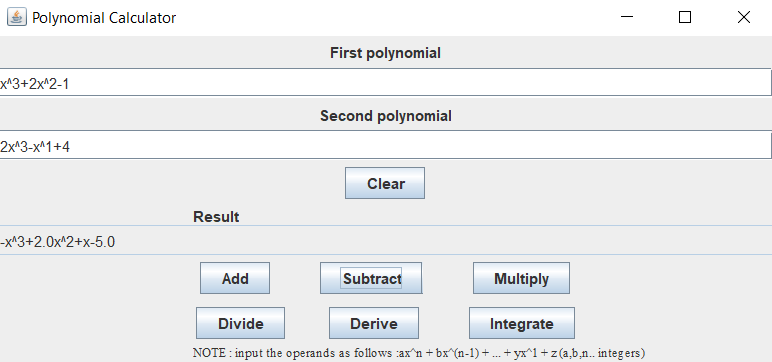 Polynomial Calculator
First polynomial
x^3+2x^2-1
Second polynomial
2x^3-x^1+4
Clear
Result
-x^3+2.0x^2+x-5.0
Add Subtract Multiply
Divide Derive Integrate
NOTE : input the operands as follows :ax^n + bx^(n-1) + ... + yx^1 + z (a,b,n.. integers)